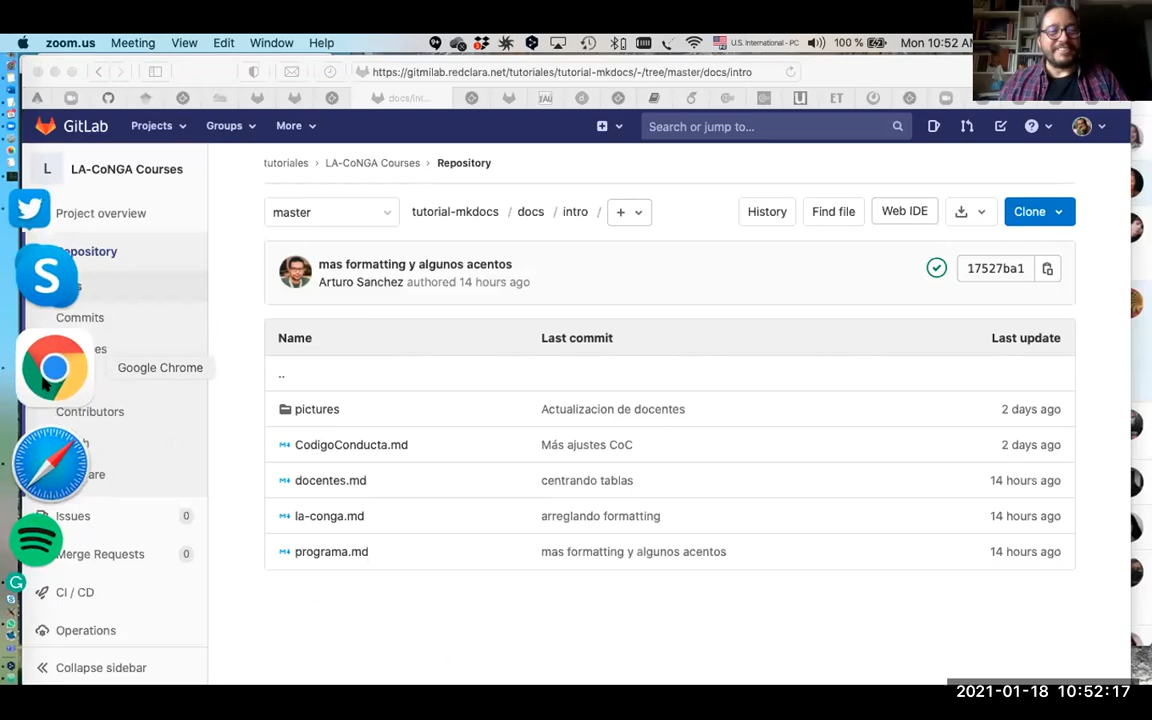 zoom.us Meeting View Edit Window Help U.S. International - PC 100 % Mon 10:52
https://gitmilab.redclara.net/tutoriales/tutorial-mkdocs/-/tree/master/docs/intro
docs/int... ET
GitLab Projects Groups More Search or jump to...
L LA-CoNGA Courses
tutoriales › LA-CoNGA Courses › Repository
Project overview
master tutorial-mkdocs / docs / intro / + History Find file Web IDE Clone
Repository
mas formatting y algunos acentos
Arturo Sanchez authored 14 hours ago
17527ba1
Commits
Name Last commit Last update
Google Chrome
..
Contributors
pictures Actualizacion de docentes 2 days ago
CodigoConducta.md Más ajustes CoC 2 days ago
docentes.md centrando tablas 14 hours ago
la-conga.md arreglando formatting 14 hours ago
programa.md mas formatting y algunos acentos 14 hours ago
Issues 0
Merge Requests 0
CI / CD
Operations
Collapse sidebar
2021-01-18 10:52:17